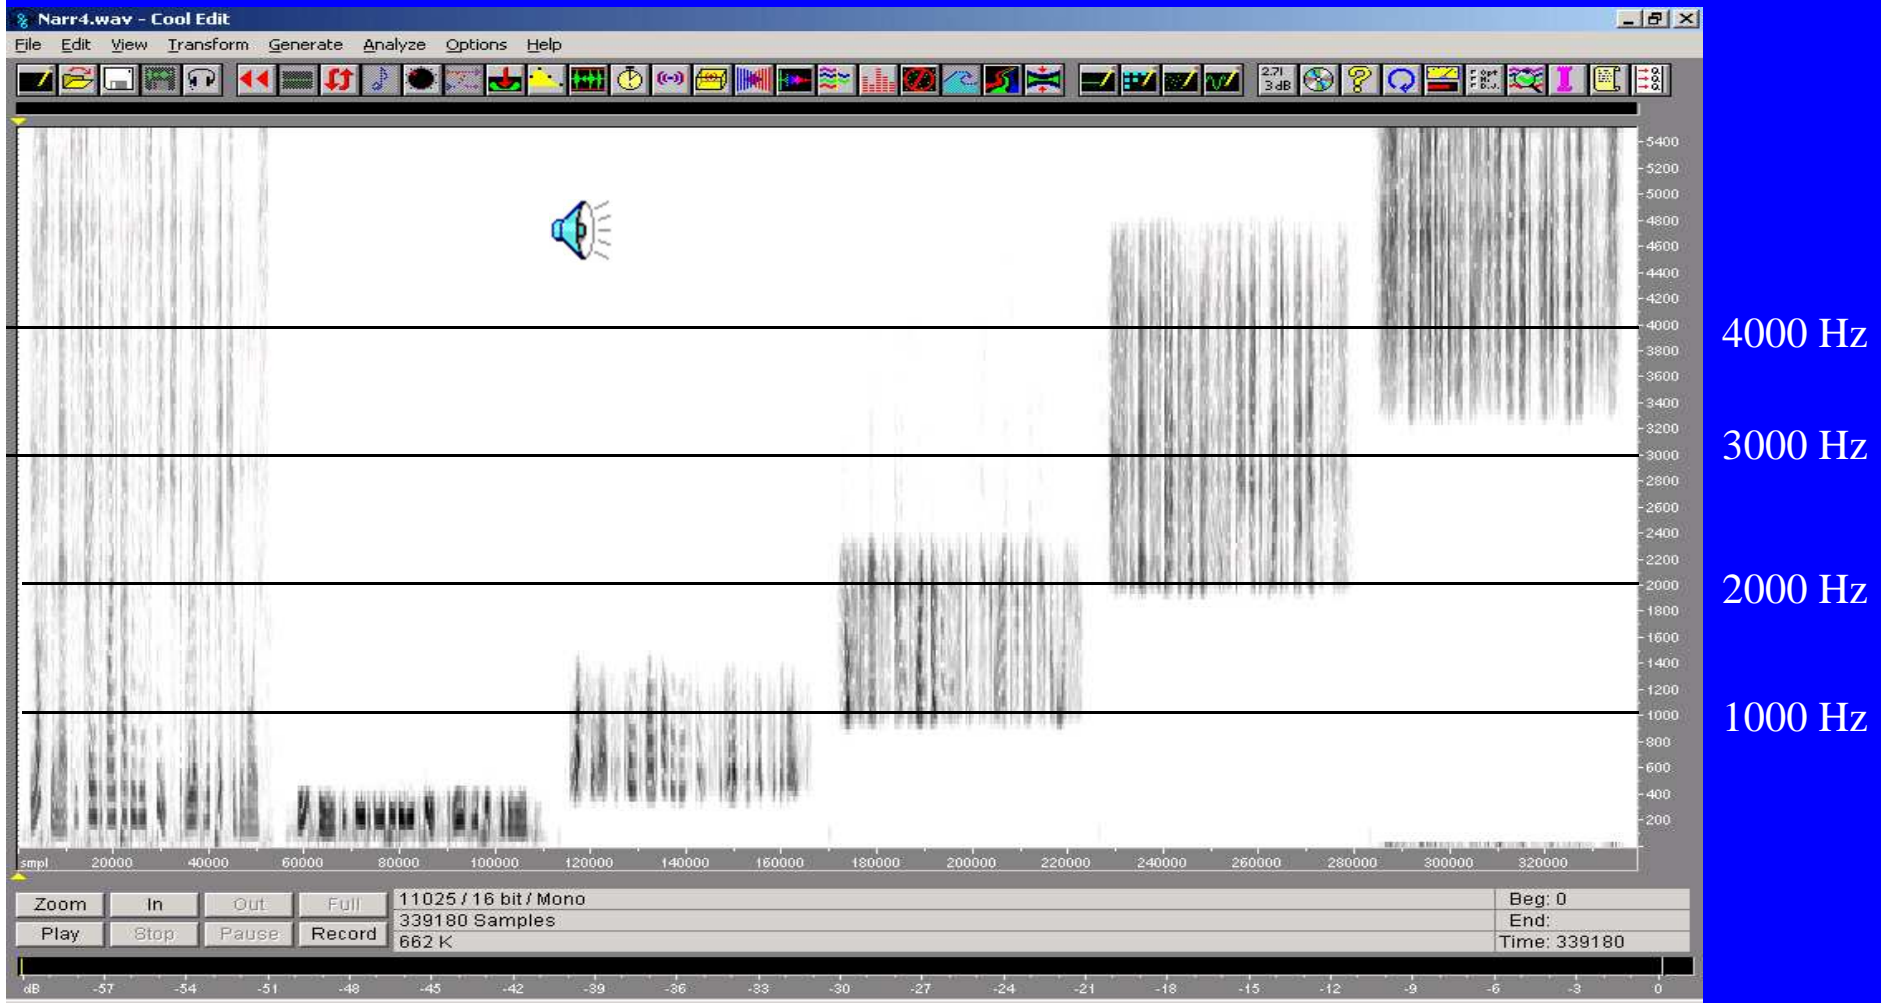 Narr4.wav - Cool Edit
File Edit View Transform Generate Analyze Options Help
2.71
3 dB
5400
5200
5000
4800
4600
4400
4200
4000
3800
3600
3400
3200
3000
2800
2600
2400
2200
2000
1800
1600
1400
1200
1000
800
600
400
200
4000 Hz
3000 Hz
2000 Hz
1000 Hz
smpl 20000 40000 60000 80000 100000 120000 140000 160000 180000 200000 220000 240000 260000 280000 300000 320000
Zoom In Out Full
Play Stop Pause Record
11025 / 16 bit / Mono
339180 Samples
662 K
Beg: 0
End:
Time: 339180
dB -57 -54 -51 -48 -45 -42 -39 -36 -33 -30 -27 -24 -21 -18 -15 -12 -9 -6 -3 0